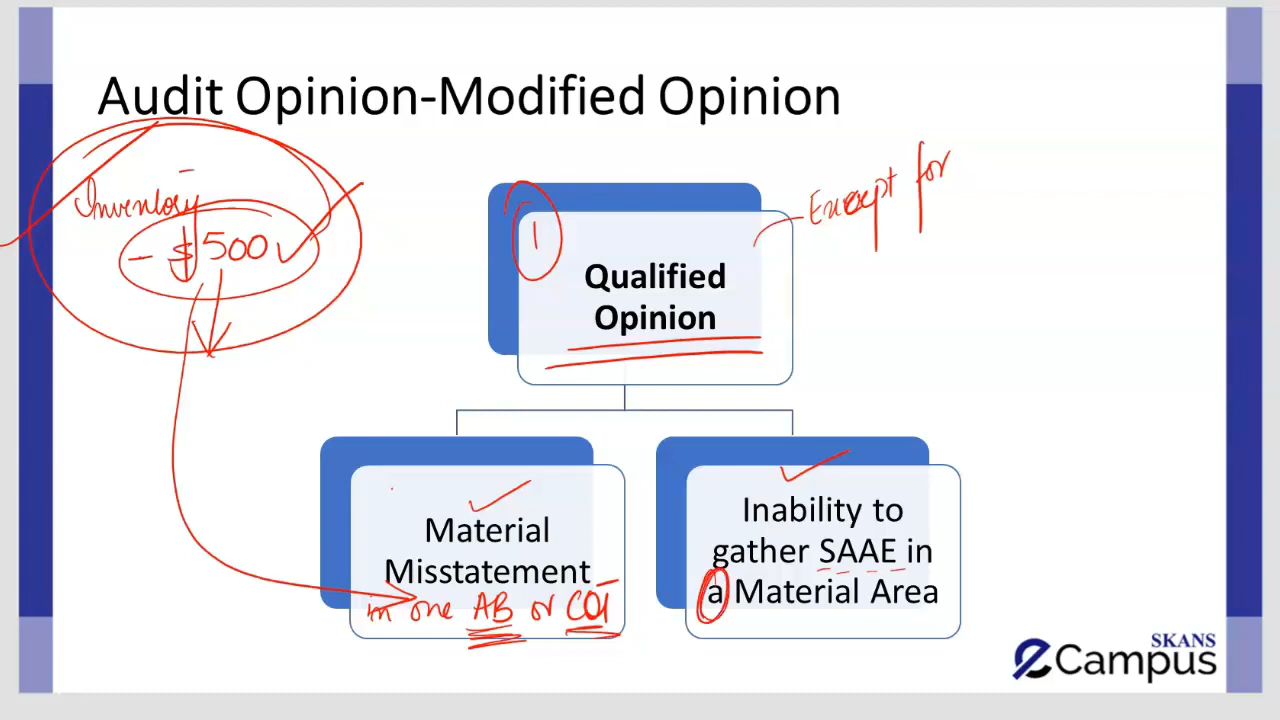 Audit Opinion-Modified Opinion
Inventory
- $500
1
Except for
Qualified
Opinion
Material
Misstatement
in one AB or COT
Inability to
gather SAAE in
a Material Area
SKANS
eCampus